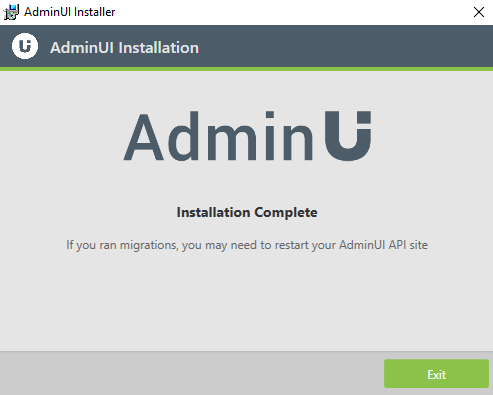 AdminUI Installer
AdminUI Installation
AdminUI
Installation Complete
If you ran migrations, you may need to restart your AdminUI API site
Exit